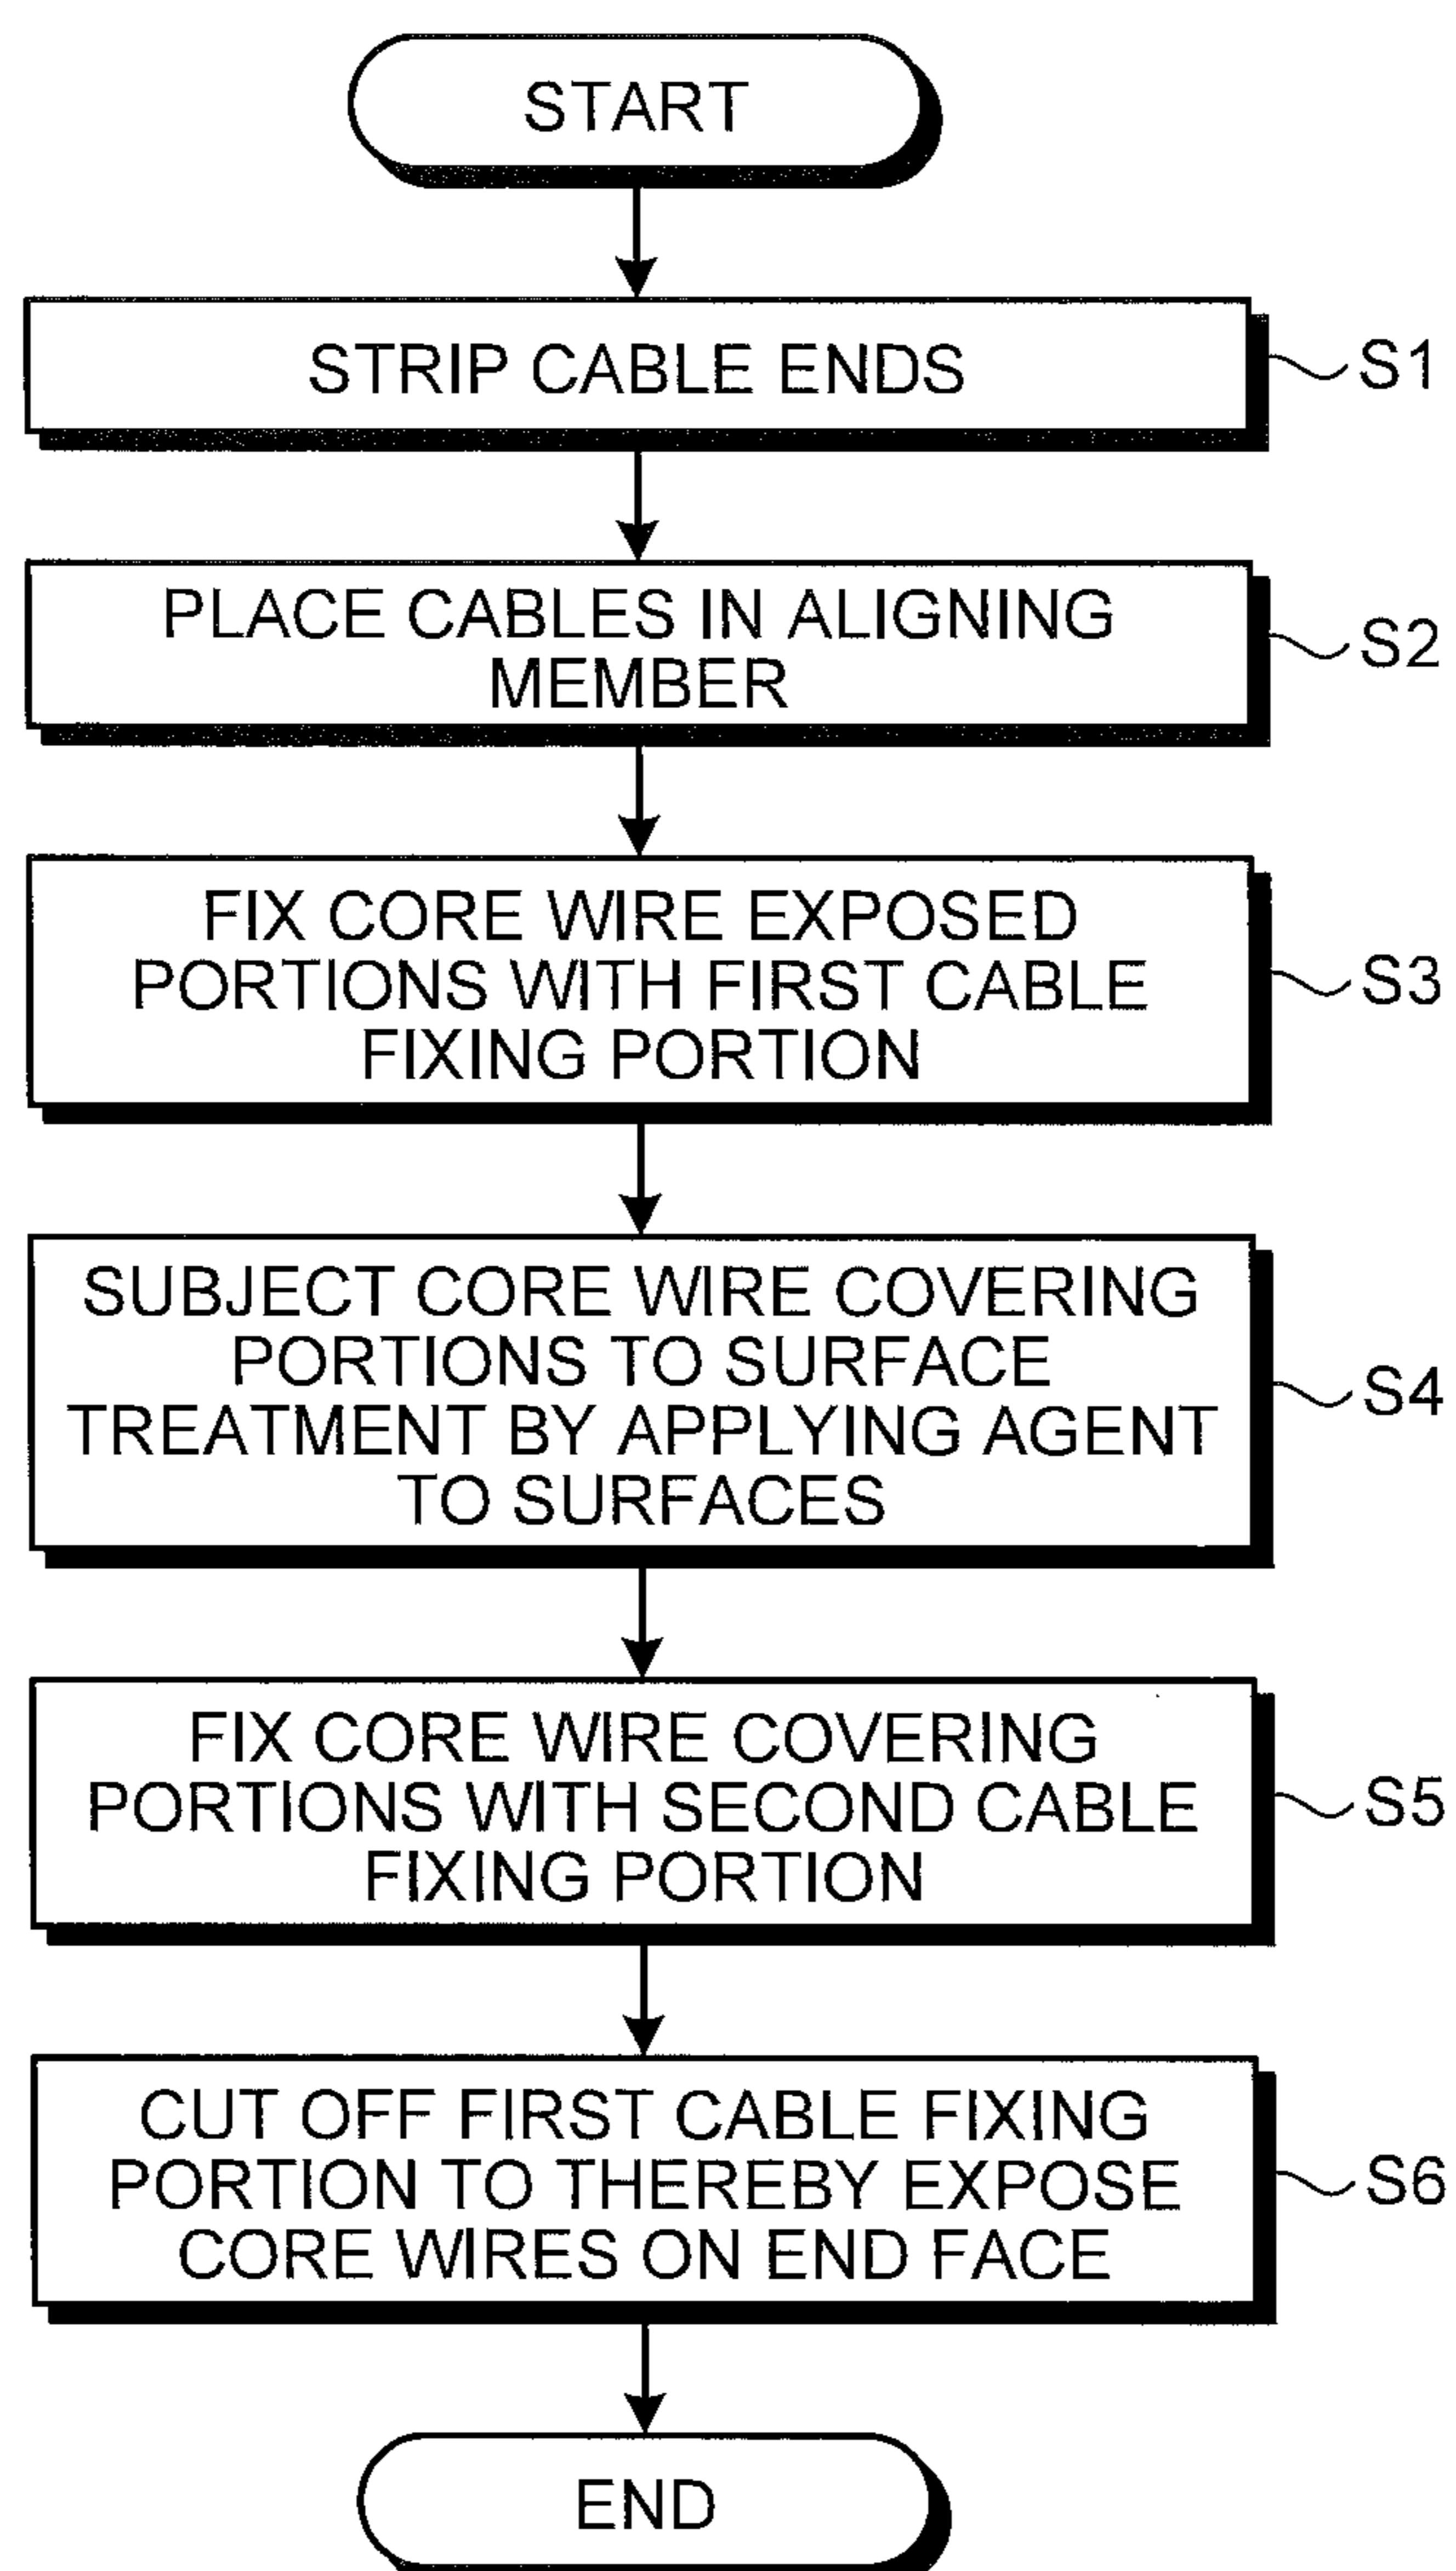 START
STRIP CABLE ENDS
S1
PLACE CABLES IN ALIGNING
MEMBER
S2
FIX CORE WIRE EXPOSED
PORTIONS WITH FIRST CABLE
FIXING PORTION
S3
SUBJECT CORE WIRE COVERING
PORTIONS TO SURFACE
TREATMENT BY APPLYING AGENT
TO SURFACES
S4
FIX CORE WIRE COVERING
PORTIONS WITH SECOND CABLE
FIXING PORTION
S5
CUT OFF FIRST CABLE FIXING
PORTION TO THEREBY EXPOSE
CORE WIRES ON END FACE
S6
END